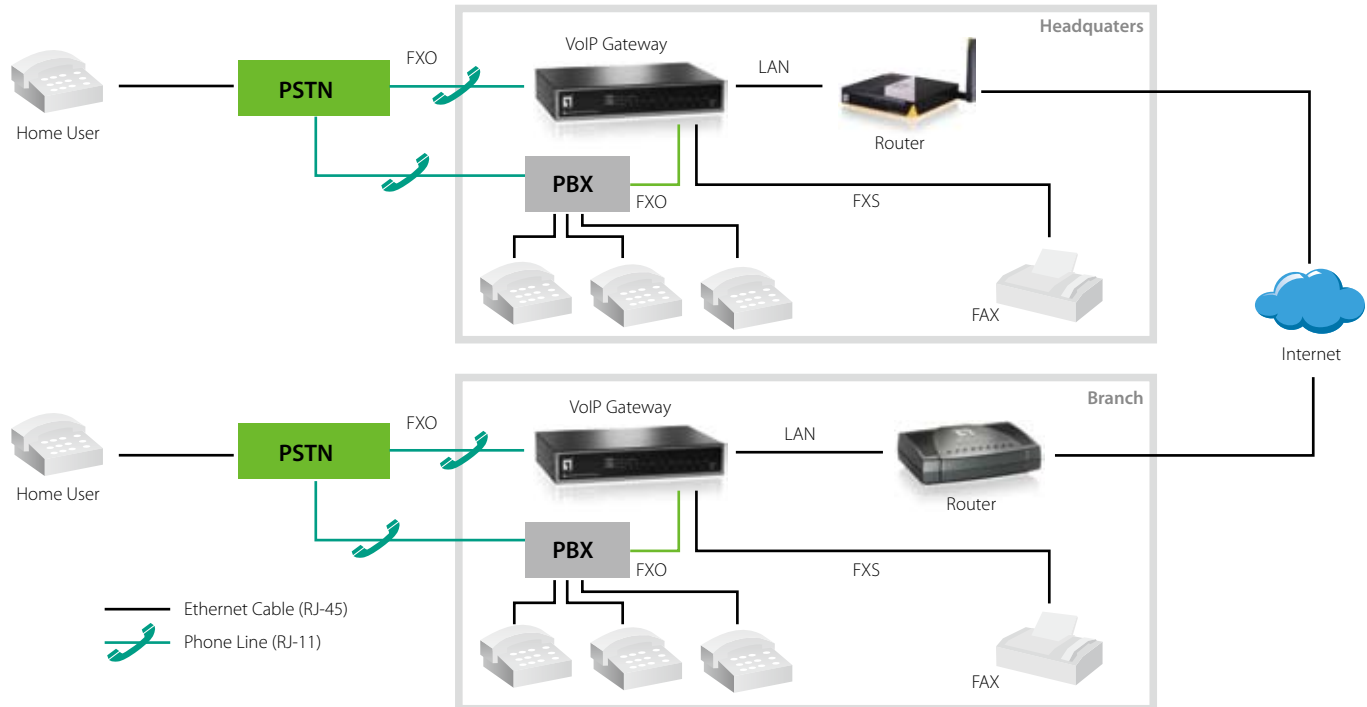 Headquaters
VoIP Gateway
FXO
LAN
PSTN
Home User
Router
PBX
FXO
FXS
FAX
Internet
Branch
VoIP Gateway
FXO
LAN
PSTN
Home User
Router
PBX
FXO
FXS
Ethernet Cable (RJ-45)
Phone Line (RJ-11)
FAX